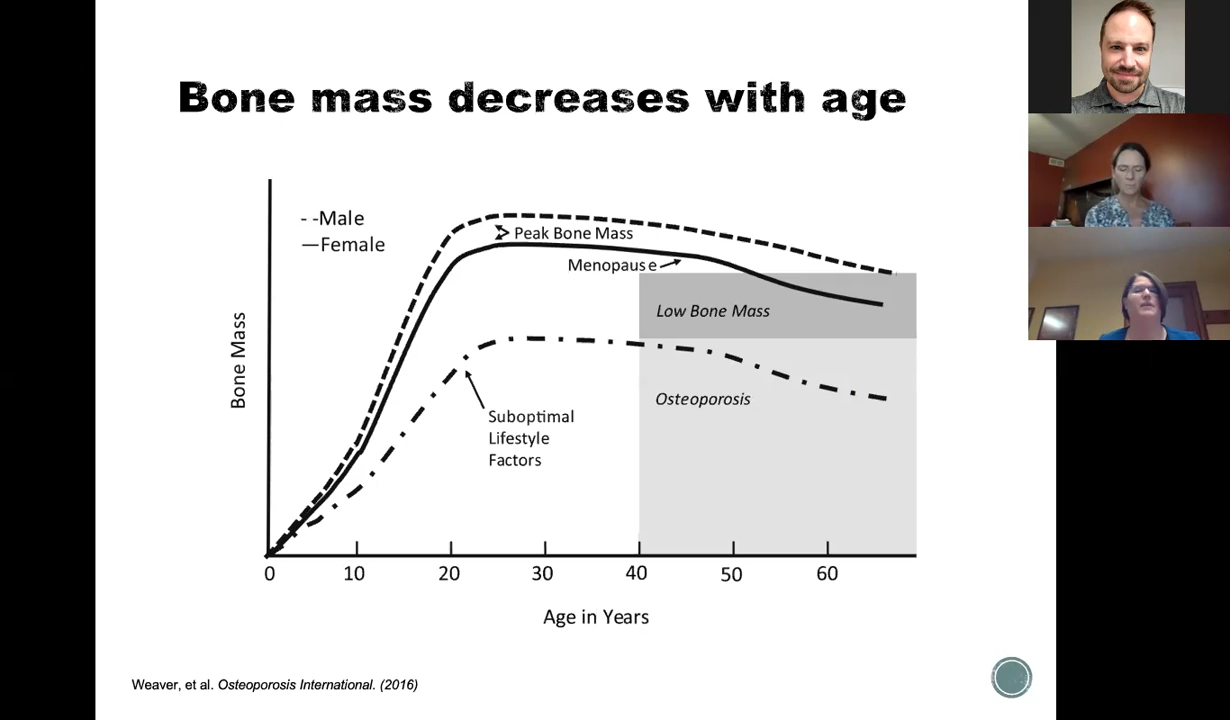 Bone mass decreases with age
- -Male
—Female
Peak Bone Mass
Menopause
Low Bone Mass
Osteoporosis
Suboptimal
Lifestyle
Factors
Bone Mass
0 10 20 30 40 50 60
Age in Years
Weaver, et al. Osteoporosis International. (2016)